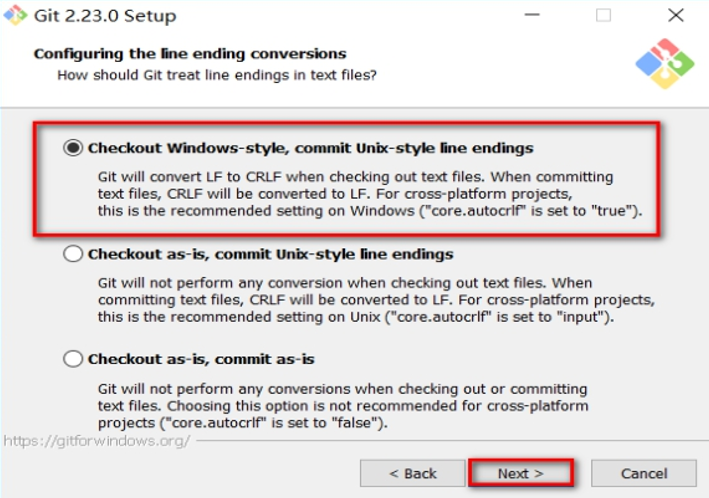 Git 2.23.0 Setup
Configuring the line ending conversions
How should Git treat line endings in text files?
Checkout Windows-style, commit Unix-style line endings
Git will convert LF to CRLF when checking out text files. When committing
text files, CRLF will be converted to LF. For cross-platform projects,
this is the recommended setting on Windows ("core.autocrlf" is set to "true").
Checkout as-is, commit Unix-style line endings
Git will not perform any conversion when checking out text files. When
committing text files, CRLF will be converted to LF. For cross-platform projects,
this is the recommended setting on Unix ("core.autocrlf" is set to "input").
Checkout as-is, commit as-is
Git will not perform any conversions when checking out or committing
text files. Choosing this option is not recommended for cross-platform
projects ("core.autocrlf" is set to "false").
https://gitforwindows.org/
< Back Next > Cancel